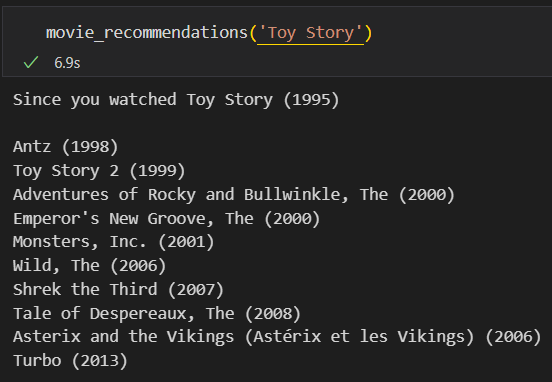 movie_recommendations('Toy Story')
6.9s
Since you watched Toy Story (1995)
Antz (1998)
Toy Story 2 (1999)
Adventures of Rocky and Bullwinkle, The (2000)
Emperor's New Groove, The (2000)
Monsters, Inc. (2001)
Wild, The (2006)
Shrek the Third (2007)
Tale of Despereaux, The (2008)
Asterix and the Vikings (Astérix et les Vikings) (2006)
Turbo (2013)